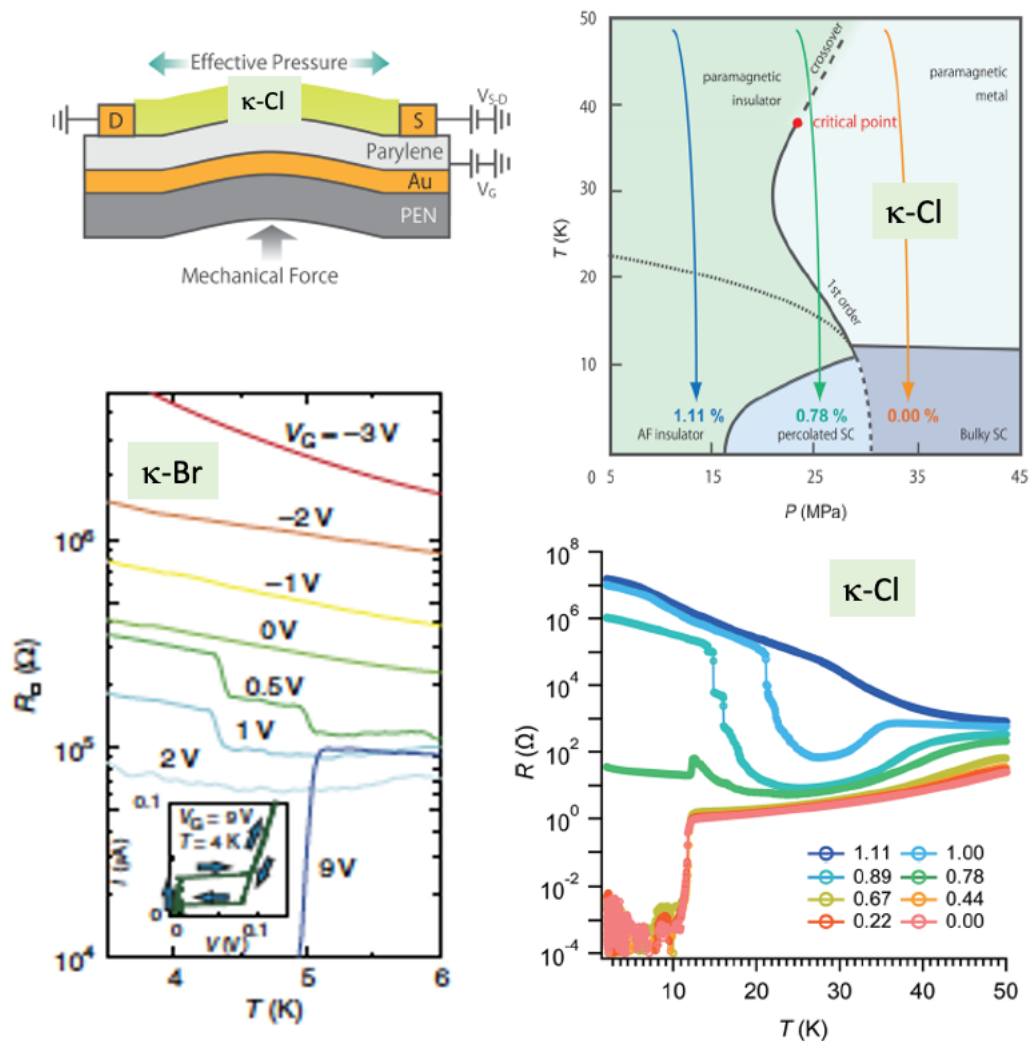 Effective Pressure
κ-Cl
D
S
V_S-D
Parylene
Au
V_G
PEN
Mechanical Force
50
40
30
20
10
0
T (K)
crossover
paramagnetic
insulator
paramagnetic
metal
critical point
κ-Cl
1st order
1.11 %
0.78 %
0.00 %
AF insulator
percolated SC
Bulky SC
5
15
25
35
45
P (MPa)
V_G = −3 V
κ-Br
−2 V
10^6
−1 V
0 V
R□ (Ω)
0.5 V
1 V
10^5
2 V
0.1
V_G = 9 V
T = 4 K
9 V
0
0
0.1
V (V)
10^4
4
5
6
T (K)
10^8
10^6
10^4
10^2
10^0
10^-2
10^-4
R (Ω)
κ-Cl
1.11
1.00
0.89
0.78
0.67
0.44
0.22
0.00
10
20
30
40
50
T (K)